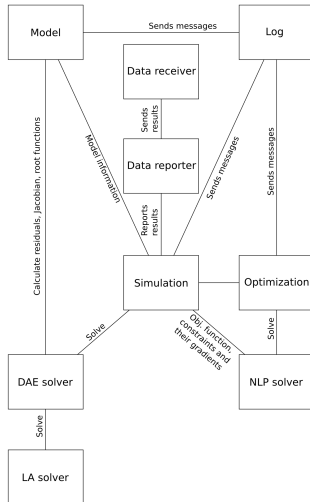 Sends messages
Model
Log
Data receiver
Sends
results
Data reporter
Model information
Sends messages
Sends messages
Calculate residuals, Jacobian, root functions
Reports
results
Simulation
Optimization
Solve
Obj. function,
constraints and
their gradients
Solve
DAE solver
NLP solver
Solve
LA solver